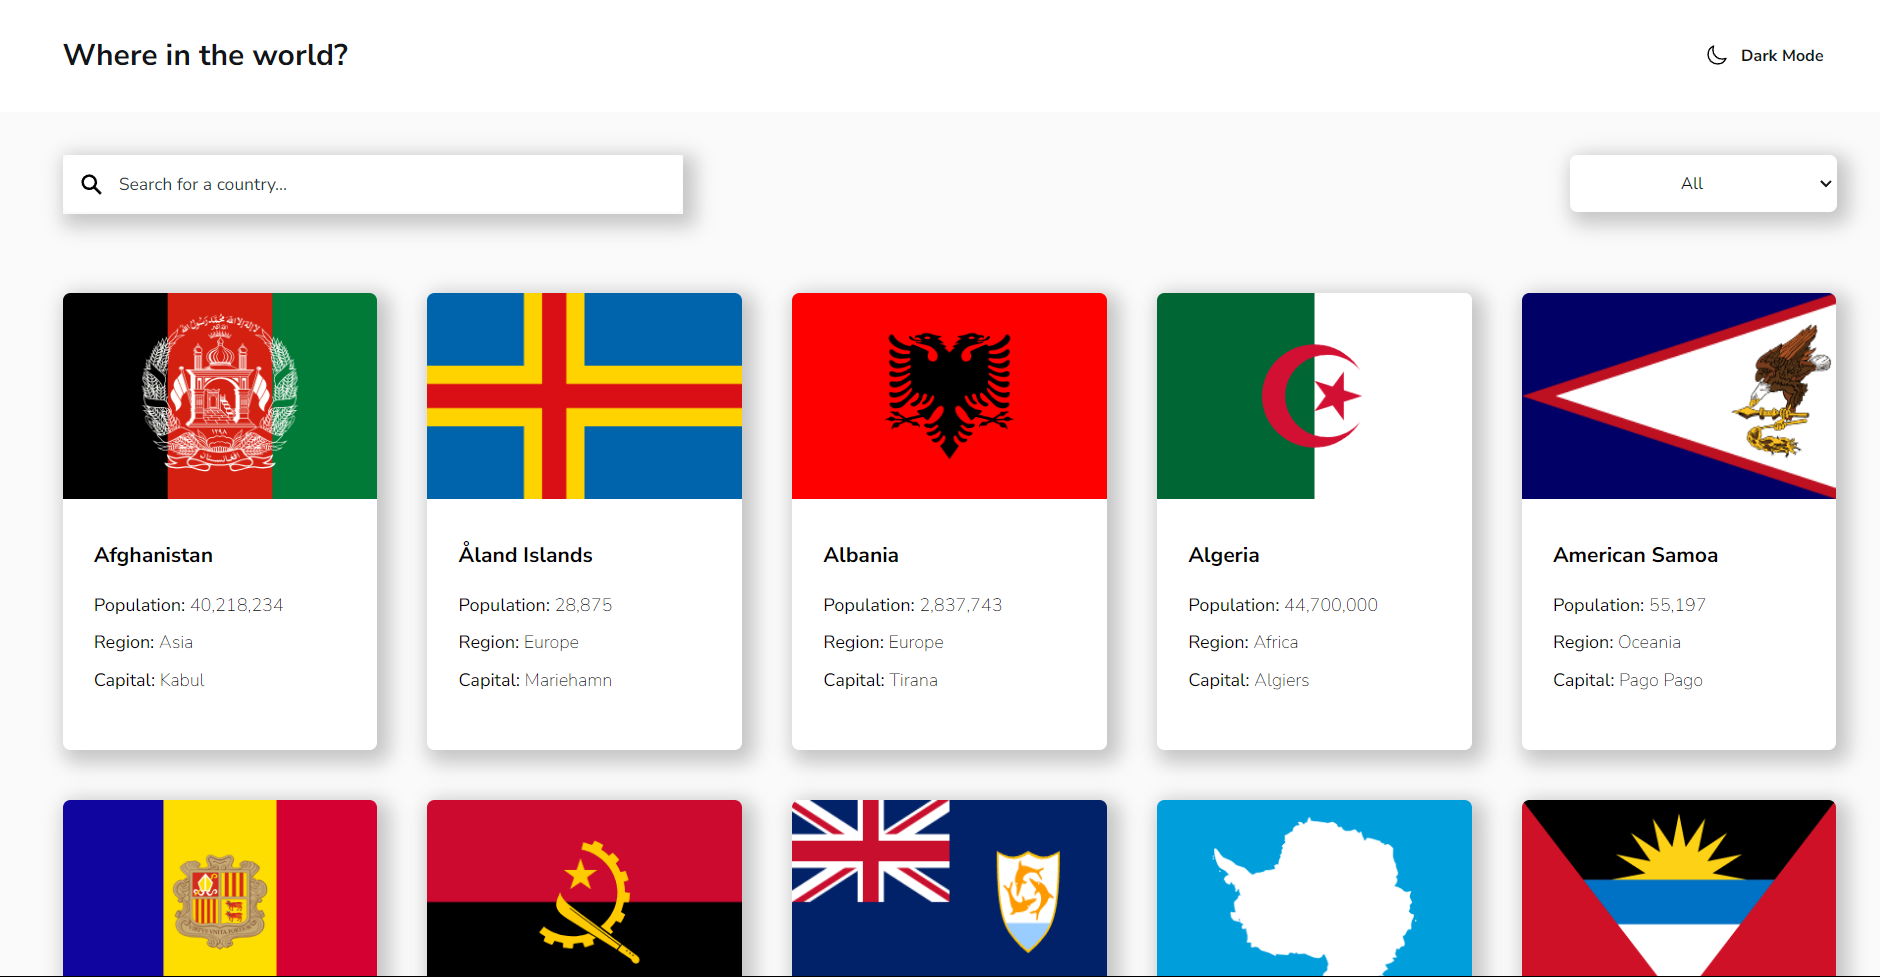 Where in the world?
Dark Mode
Search for a country...
All
Afghanistan
Population: 40,218,234
Region: Asia
Capital: Kabul
Åland Islands
Population: 28,875
Region: Europe
Capital: Mariehamn
Albania
Population: 2,837,743
Region: Europe
Capital: Tirana
Algeria
Population: 44,700,000
Region: Africa
Capital: Algiers
American Samoa
Population: 55,197
Region: Oceania
Capital: Pago Pago